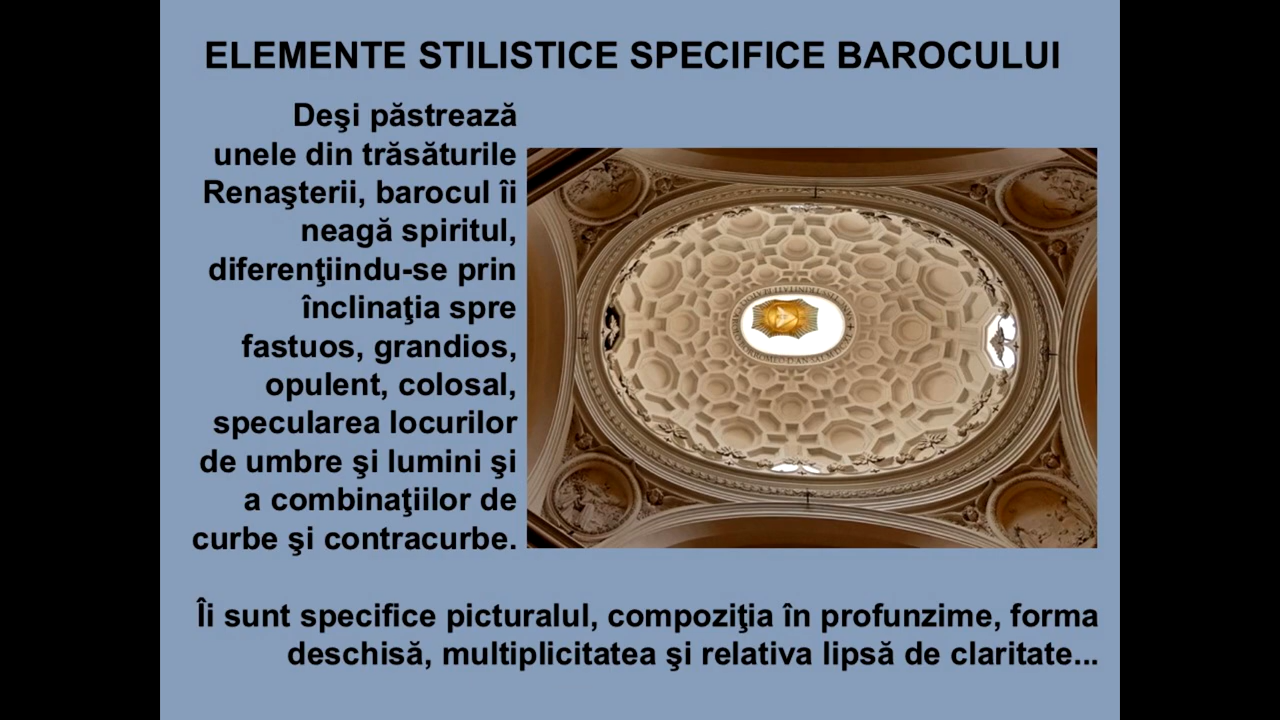 ELEMENTE STILISTICE SPECIFICE BAROCULUI
Deşi păstrează
unele din trăsăturile
Renaşterii, barocul îi
neagă spiritul,
diferenţiindu-se prin
înclinaţia spre
fastuos, grandios,
opulent, colosal,
specularea locurilor
de umbre şi lumini şi
a combinaţiilor de
curbe şi contracurbe.
Îi sunt specifice picturalul, compoziţia în profunzime, forma
deschisă, multiplicitatea şi relativa lipsă de claritate...